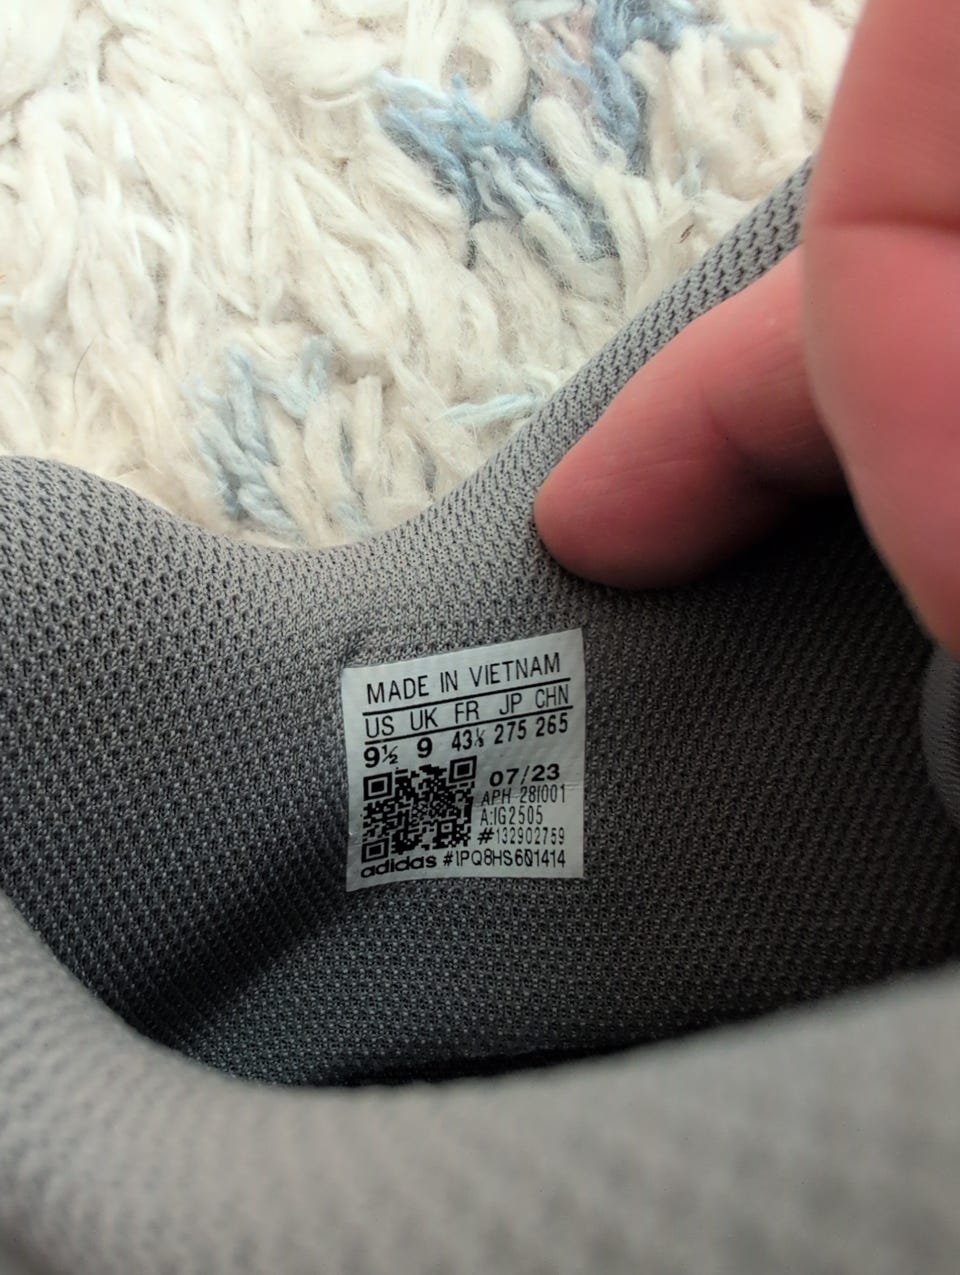 MADE IN VIETNAM
US UK FR JP CHN
9½ 9 43⅓ 275 265
07/23
APH 281001
A:IG2505
#132902759
adidas #1PQ8HS601414